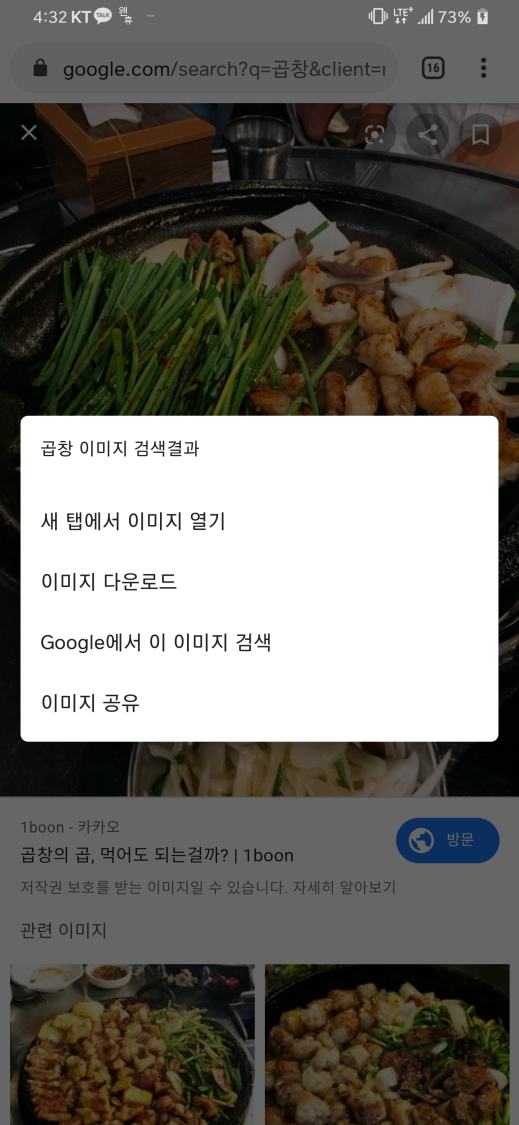 4:32 KT TALK 왠휴 ...
LTE+ 73%
google.com/search?q=곱창&client=r
16
곱창 이미지 검색결과
새 탭에서 이미지 열기
이미지 다운로드
Google에서 이 이미지 검색
이미지 공유
1boon - 카카오
방문
곱창의 곱, 먹어도 되는걸까? | 1boon
저작권 보호를 받는 이미지일 수 있습니다. 자세히 알아보기
관련 이미지